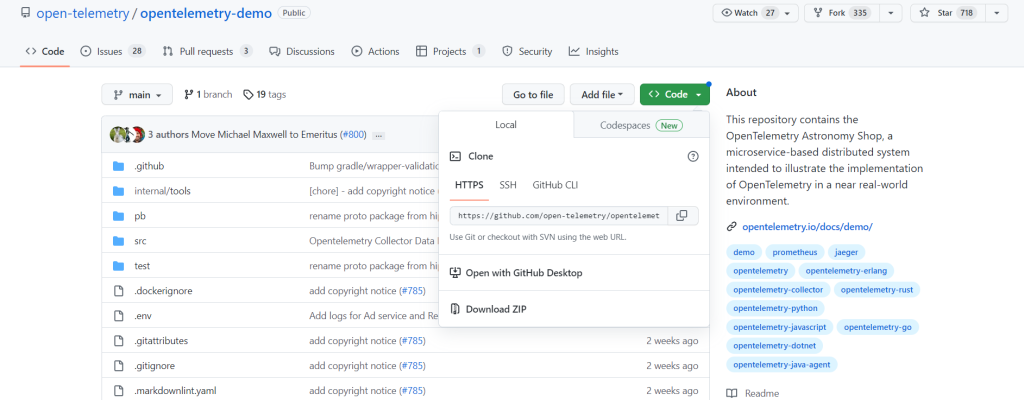 open-telemetry / opentelemetry-demo Public
Watch 27 Fork 335 Star 718
Code Issues 28 Pull requests 3 Discussions Actions Projects 1 Security Insights
main 1 branch 19 tags Go to file Add file Code
3 authors Move Michael Maxwell to Emeritus (#800) ...
.github Bump gradle/wrapper-validatio
internal/tools [chore] - add copyright notice
pb rename proto package from hi
src Opentelemetry Collector Data
test rename proto package from hi
.dockerignore add copyright notice (#785)
.env Add logs for Ad service and Re
.gitattributes add copyright notice (#785) 2 weeks ago
.gitignore add copyright notice (#785) 2 weeks ago
.markdownlint.yaml add copyright notice (#785) 2 weeks ago
Local Codespaces New
Clone
HTTPS SSH GitHub CLI
https://github.com/open-telemetry/opentelemet
Use Git or checkout with SVN using the web URL.
Open with GitHub Desktop
Download ZIP
About
This repository contains the
OpenTelemetry Astronomy Shop, a
microservice-based distributed system
intended to illustrate the implementation
of OpenTelemetry in a near real-world
environment.
opentelemetry.io/docs/demo/
demo prometheus jaeger
opentelemetry opentelemetry-erlang
opentelemetry-collector opentelemetry-rust
opentelemetry-python
opentelemetry-javascript opentelemetry-go
opentelemetry-dotnet
opentelemetry-java-agent
Readme